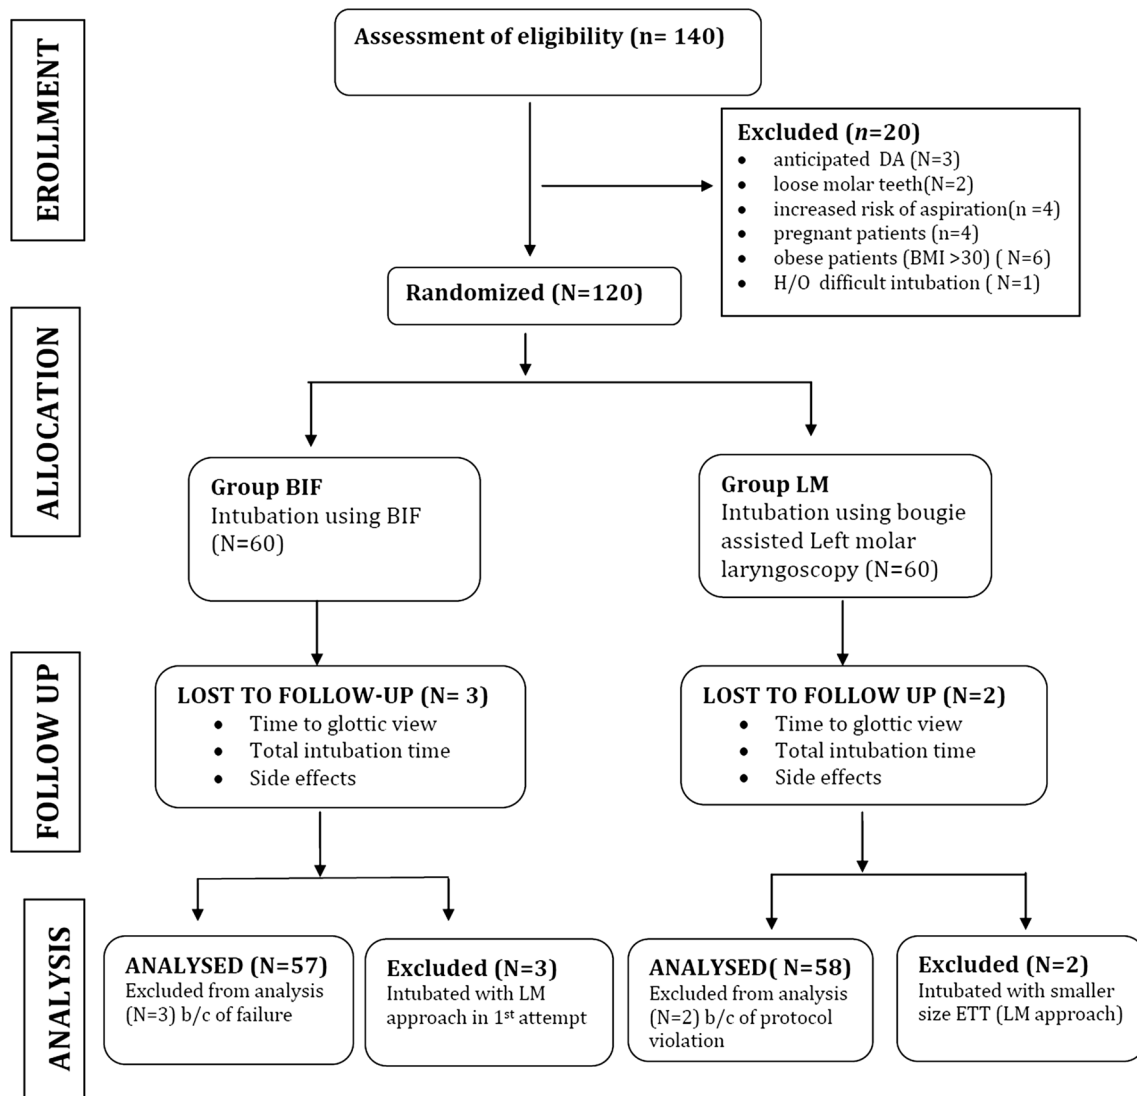 EROLLMENT
Assessment of eligibility (n= 140)
Excluded (n=20)
• anticipated DA (N=3)
• loose molar teeth(N=2)
• increased risk of aspiration(n =4)
• pregnant patients (n=4)
• obese patients (BMI >30) ( N=6)
• H/O difficult intubation ( N=1)
Randomized (N=120)
ALLOCATION
Group BIF
Intubation using BIF
(N=60)
Group LM
Intubation using bougie
assisted Left molar
laryngoscopy (N=60)
FOLLOW UP
LOST TO FOLLOW-UP (N= 3)
• Time to glottic view
• Total intubation time
• Side effects
LOST TO FOLLOW UP (N=2)
• Time to glottic view
• Total intubation time
• Side effects
ANALYSIS
ANALYSED (N=57)
Excluded from analysis
(N=3) b/c of failure
Excluded (N=3)
Intubated with LM
approach in 1st attempt
ANALYSED( N=58)
Excluded from analysis
(N=2) b/c of protocol
violation
Excluded (N=2)
Intubated with smaller
size ETT (LM approach)